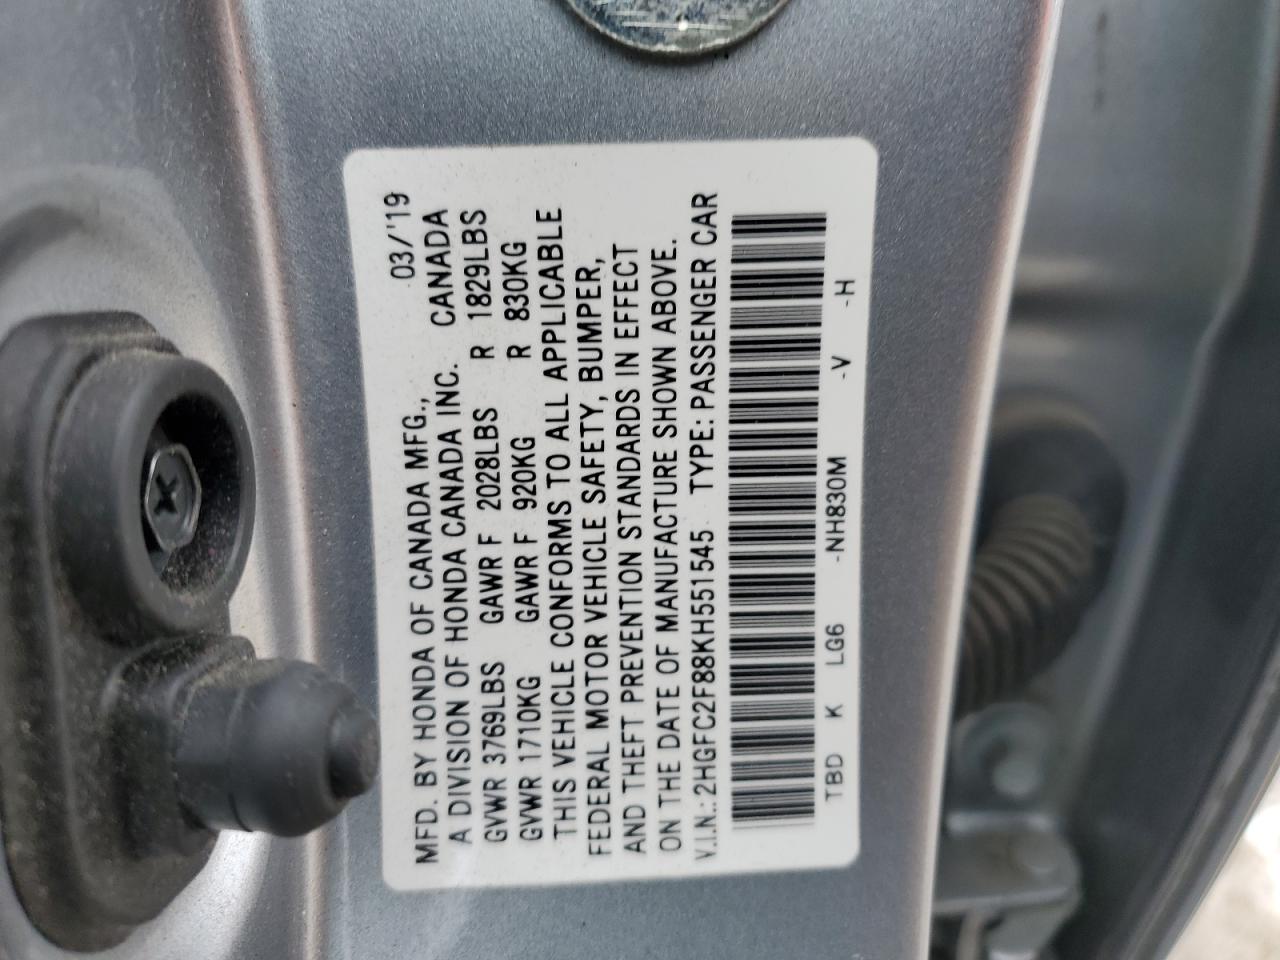 MFD. BY HONDA OF CANADA MFG., 03/'19
A DIVISION OF HONDA CANADA INC. CANADA
GVWR 3769LBS GAWR F 2028LBS R 1829LBS
GVWR 1710KG GAWR F 920KG R 830KG
THIS VEHICLE CONFORMS TO ALL APPLICABLE
FEDERAL MOTOR VEHICLE SAFETY, BUMPER,
AND THEFT PREVENTION STANDARDS IN EFFECT
ON THE DATE OF MANUFACTURE SHOWN ABOVE.
V.I.N.: 2HGFC2F88KH551545 TYPE: PASSENGER CAR
TBD K LG6 -NH830M -V -H